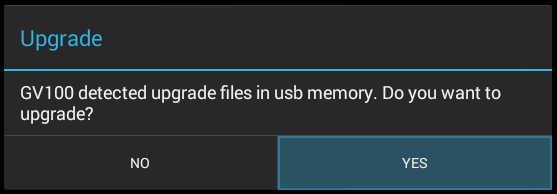 Upgrade
GV100 detected upgrade files in usb memory. Do you want to
upgrade?
NO
YES